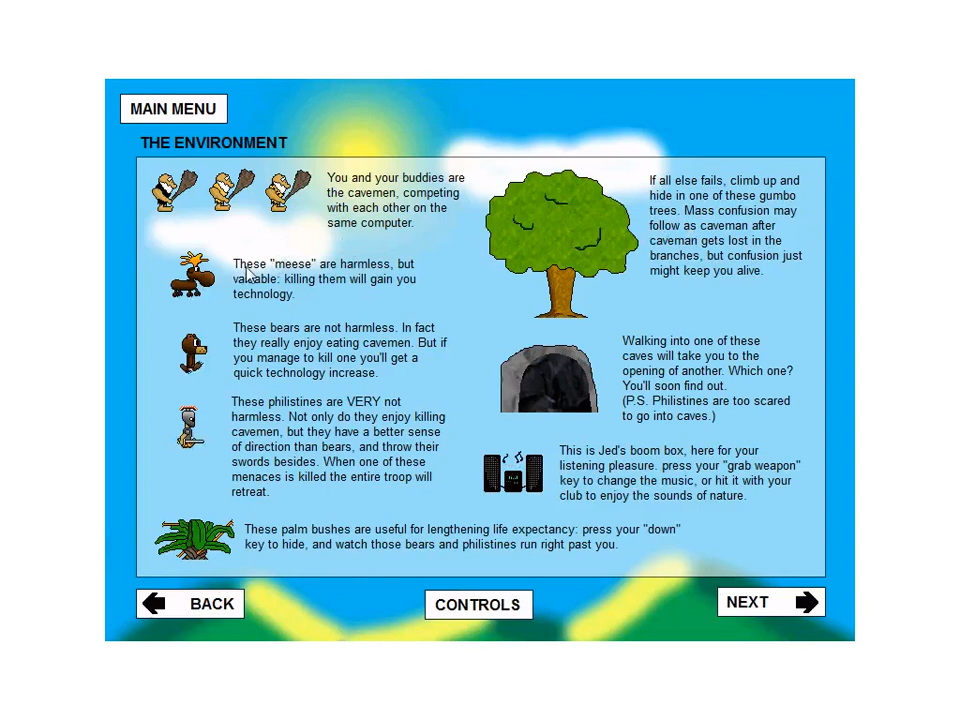 MAIN MENU
THE ENVIRONMENT
You and your buddies are
the cavemen, competing
with each other on the
same computer.
These "meese" are harmless, but
valuable: killing them will gain you
technology.
These bears are not harmless. In fact
they really enjoy eating cavemen. But if
you manage to kill one you'll get a
quick technology increase.
These philistines are VERY not
harmless. Not only do they enjoy killing
cavemen, but they have a better sense
of direction than bears, and throw their
swords besides. When one of these
menaces is killed the entire troop will
retreat.
These palm bushes are useful for lengthening life expectancy: press your "down"
key to hide, and watch those bears and philistines run right past you.
If all else fails, climb up and
hide in one of these gumbo
trees. Mass confusion may
follow as caveman after
caveman gets lost in the
branches, but confusion just
might keep you alive.
Walking into one of these
caves will take you to the
opening of another. Which one?
You'll soon find out.
(P.S. Philistines are too scared
to go into caves.)
This is Jed's boom box, here for your
listening pleasure. press your "grab weapon"
key to change the music, or hit it with your
club to enjoy the sounds of nature.
BACK
CONTROLS
NEXT